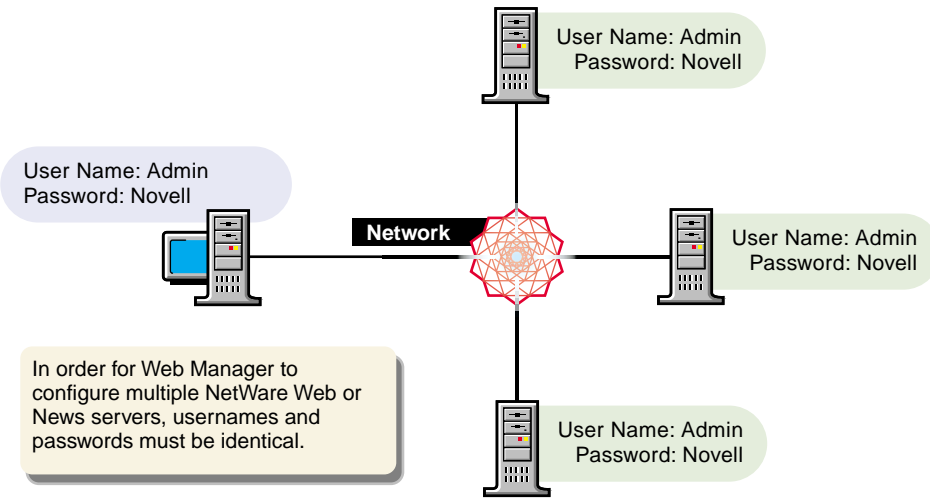 User Name: Admin
Password: Novell
User Name: Admin
Password: Novell
Network
User Name: Admin
Password: Novell
In order for Web Manager to
configure multiple NetWare Web or
News servers, usernames and
passwords must be identical.
User Name: Admin
Password: Novell